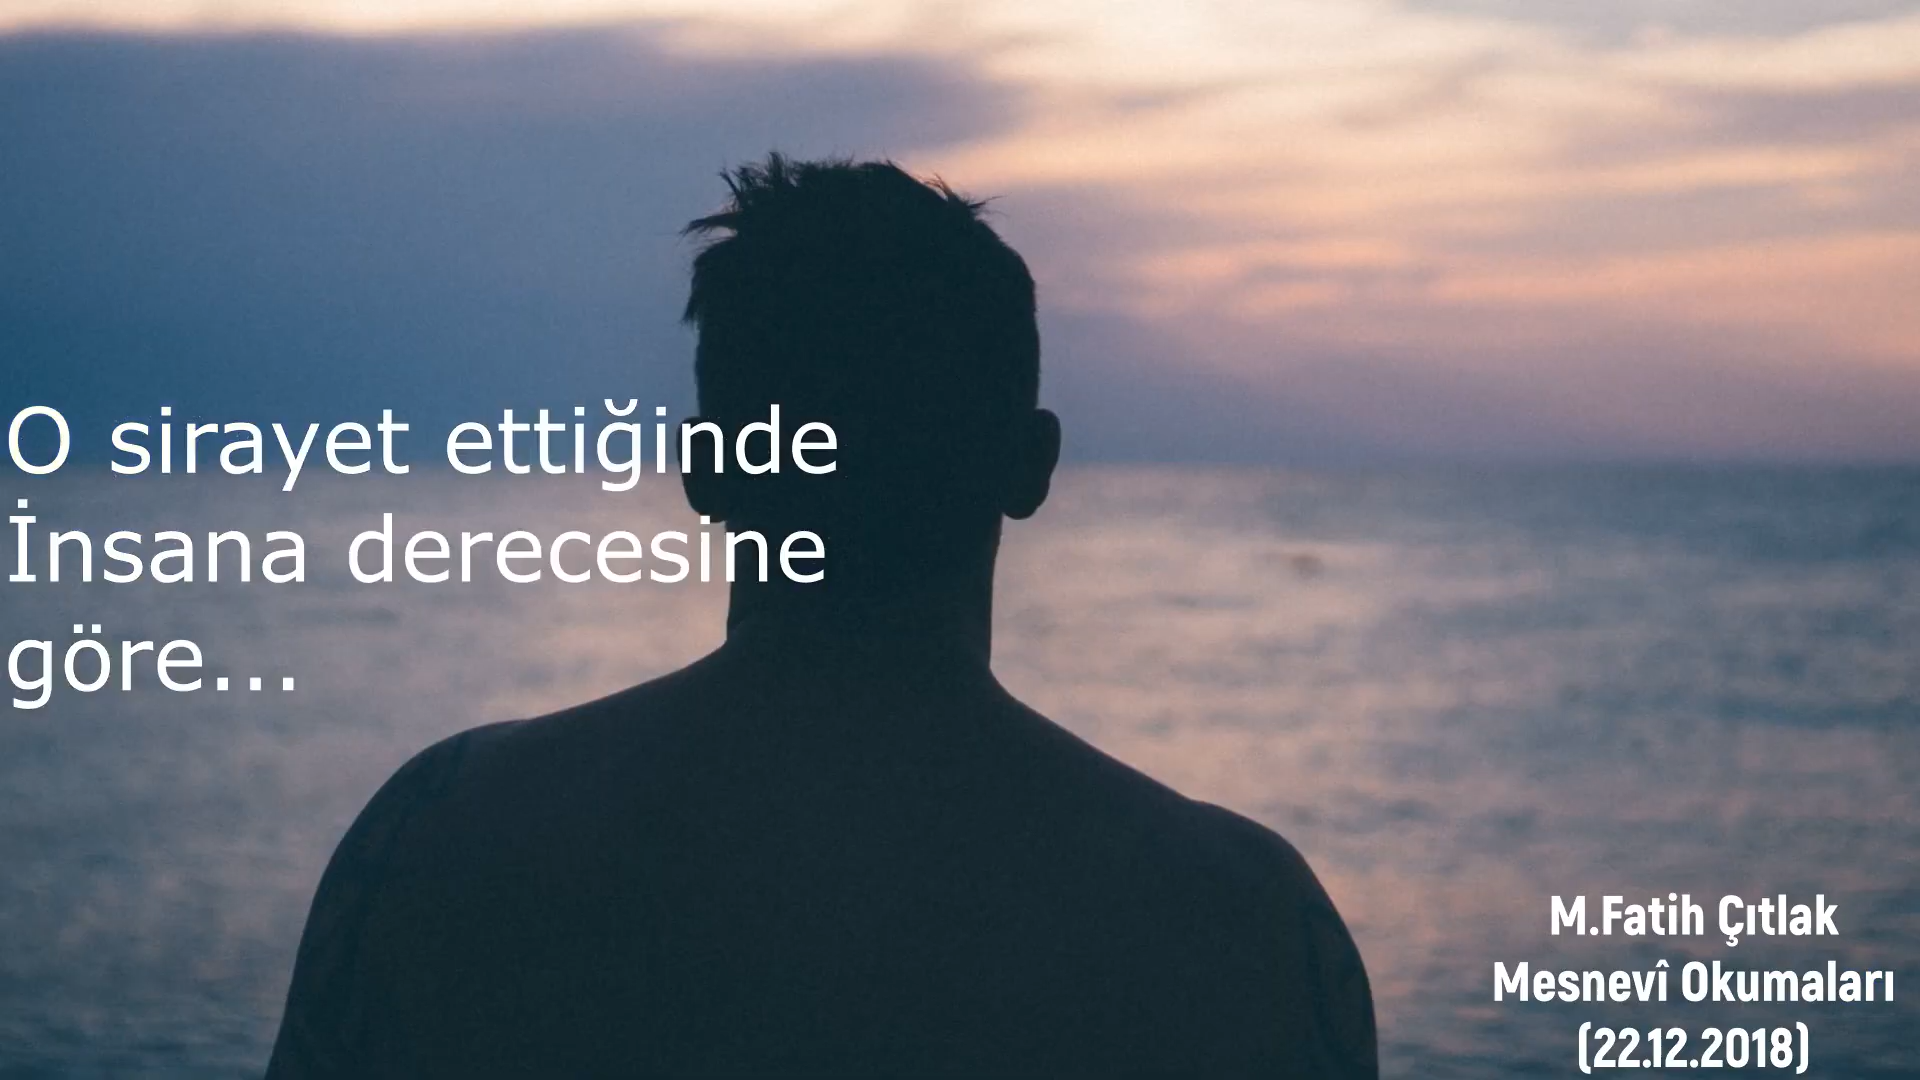 O sirayet ettiğinde
İnsana derecesine
göre...
M.Fatih Çıtlak
Mesnevî Okumaları
(22.12.2018)